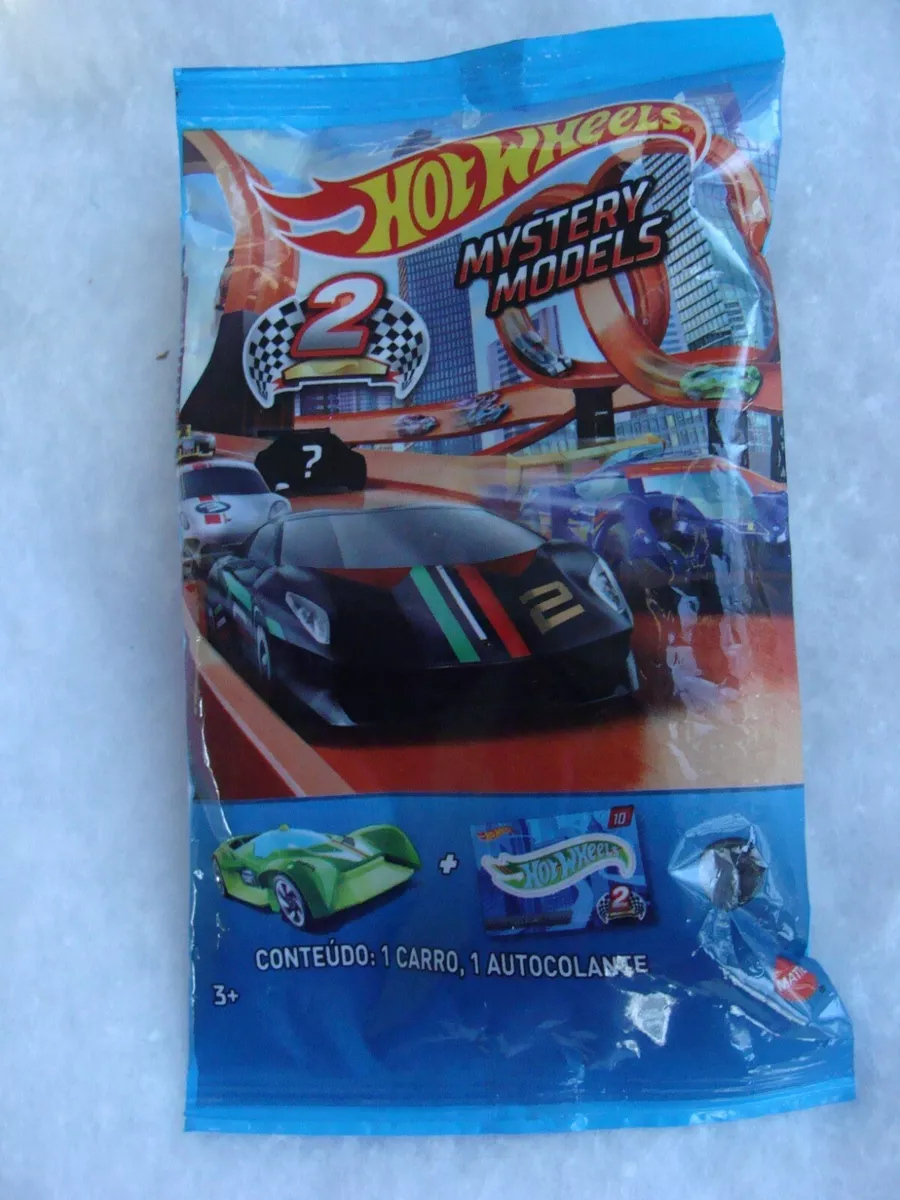 HOT WHEELS
MYSTERY
MODELS
2
?
2
10
HOT WHEELS
2
+
CONTEÚDO: 1 CARRO, 1 AUTOCOLANTE
3+